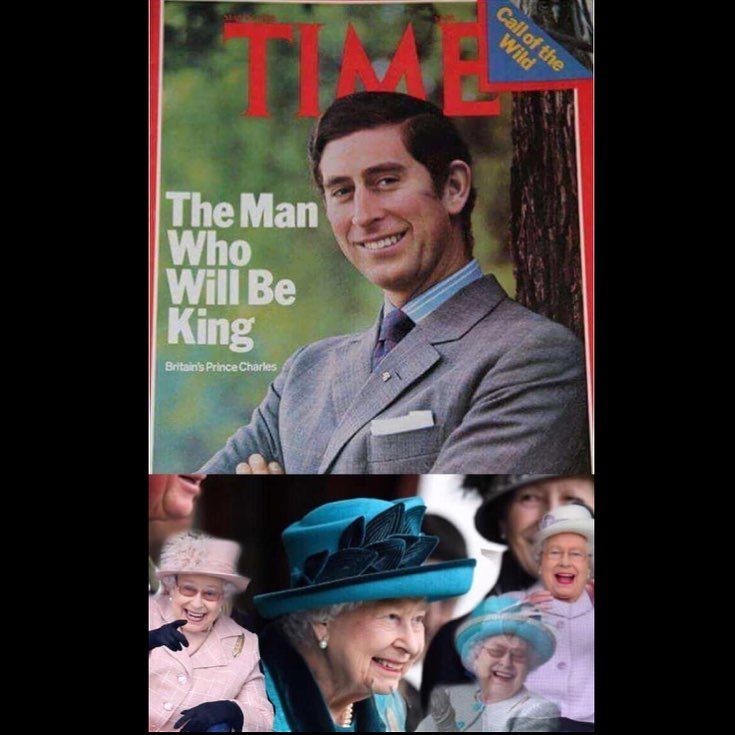 TIME
Call of the
Wild
The Man
Who
Will Be
King
Britain's Prince Charles